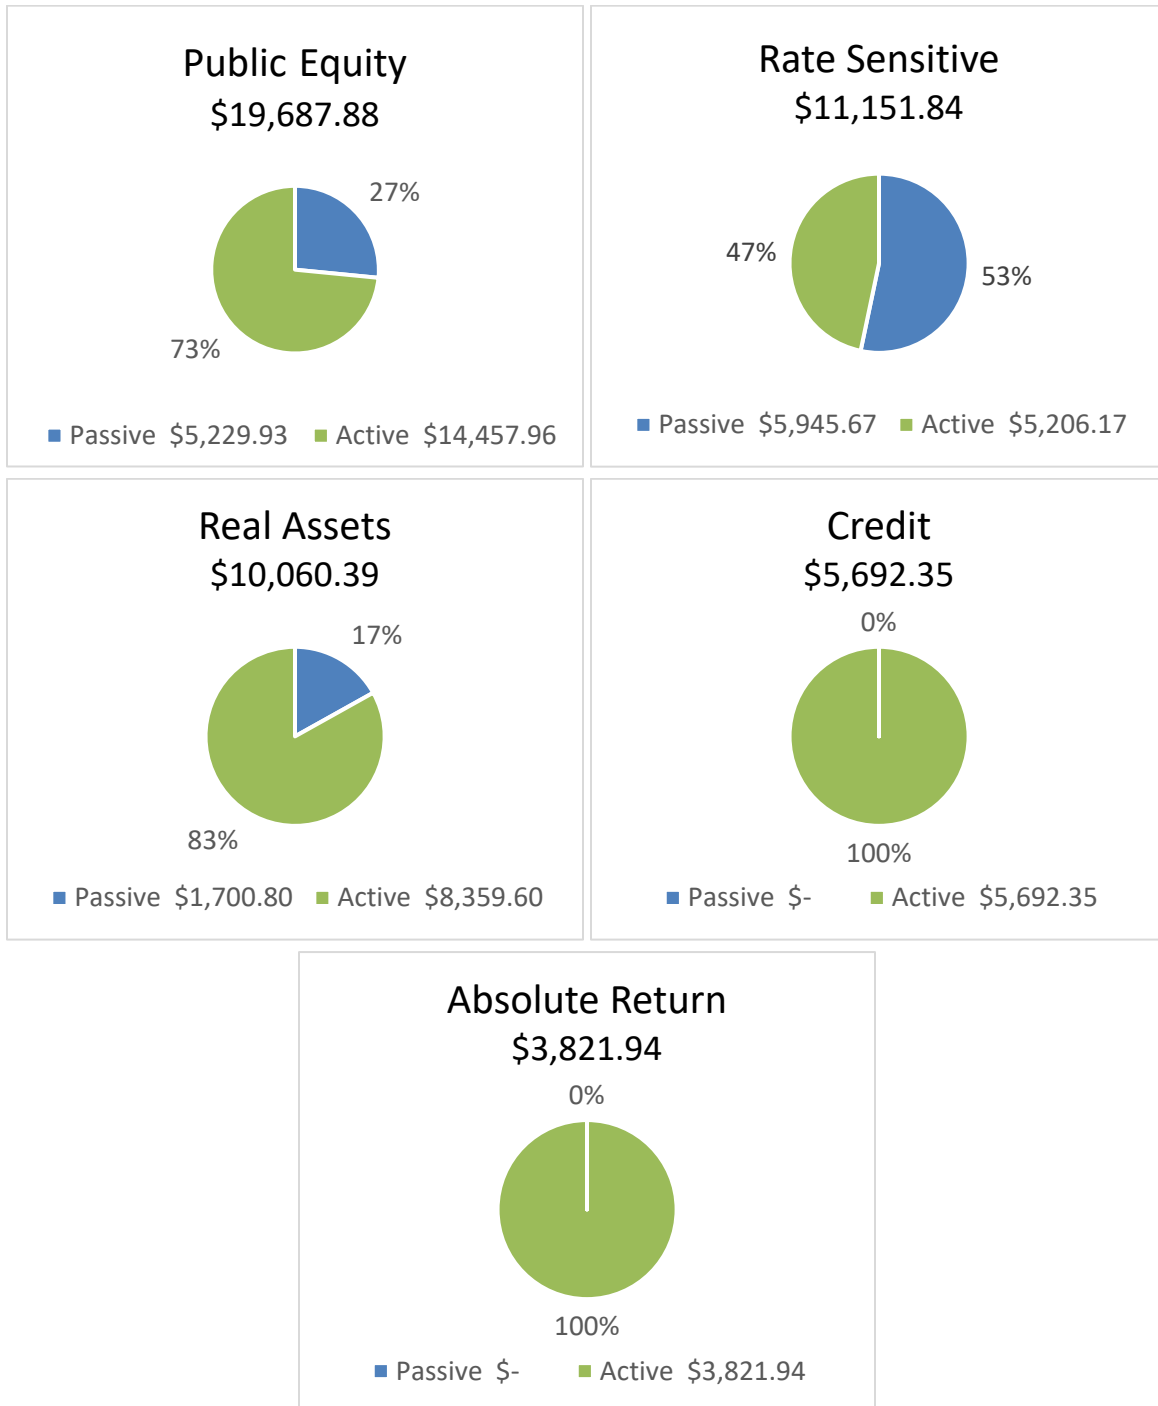 Public Equity
$19,687.88
27%
73%
Passive $5,229.93 Active $14,457.96
Rate Sensitive
$11,151.84
47%
53%
Passive $5,945.67 Active $5,206.17
Real Assets
$10,060.39
17%
83%
Passive $1,700.80 Active $8,359.60
Credit
$5,692.35
0%
100%
Passive $- Active $5,692.35
Absolute Return
$3,821.94
0%
100%
Passive $- Active $3,821.94